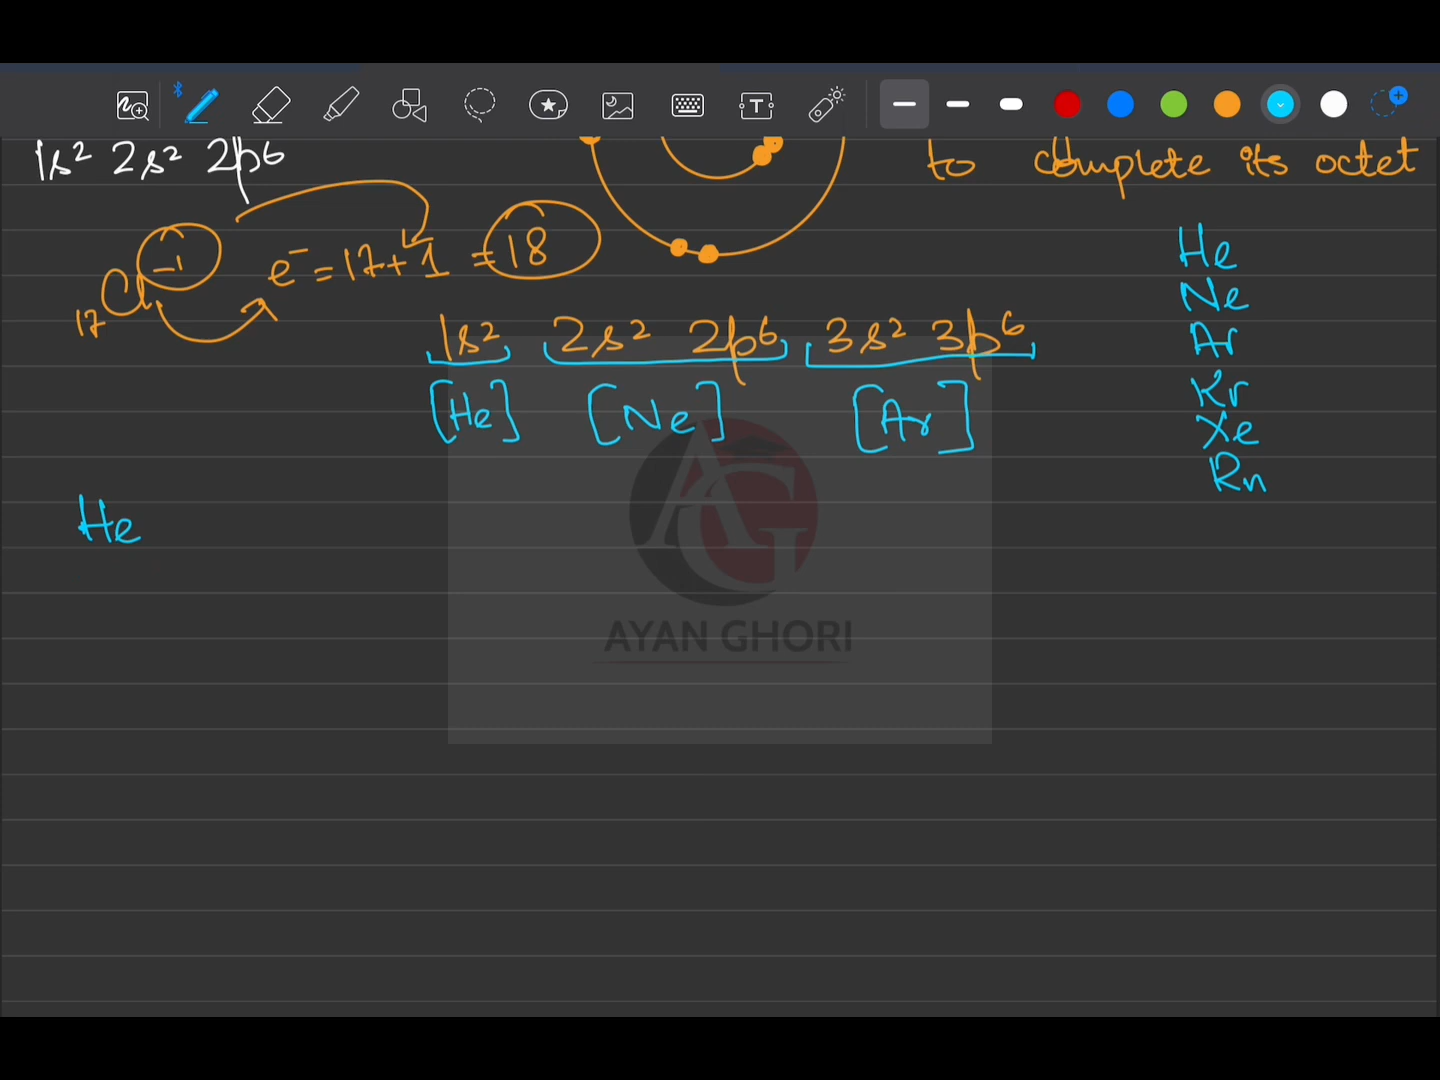 1s² 2s² 2p⁶
to complete its octet
₁₇Cl⁻¹ e⁻ = 17+1 = 18
1s² 2s² 2p⁶ 3s² 3p⁶
[He] [Ne] [Ar]
He
Ne
Ar
Kr
Xe
Rn
He
AG
AYAN GHORI